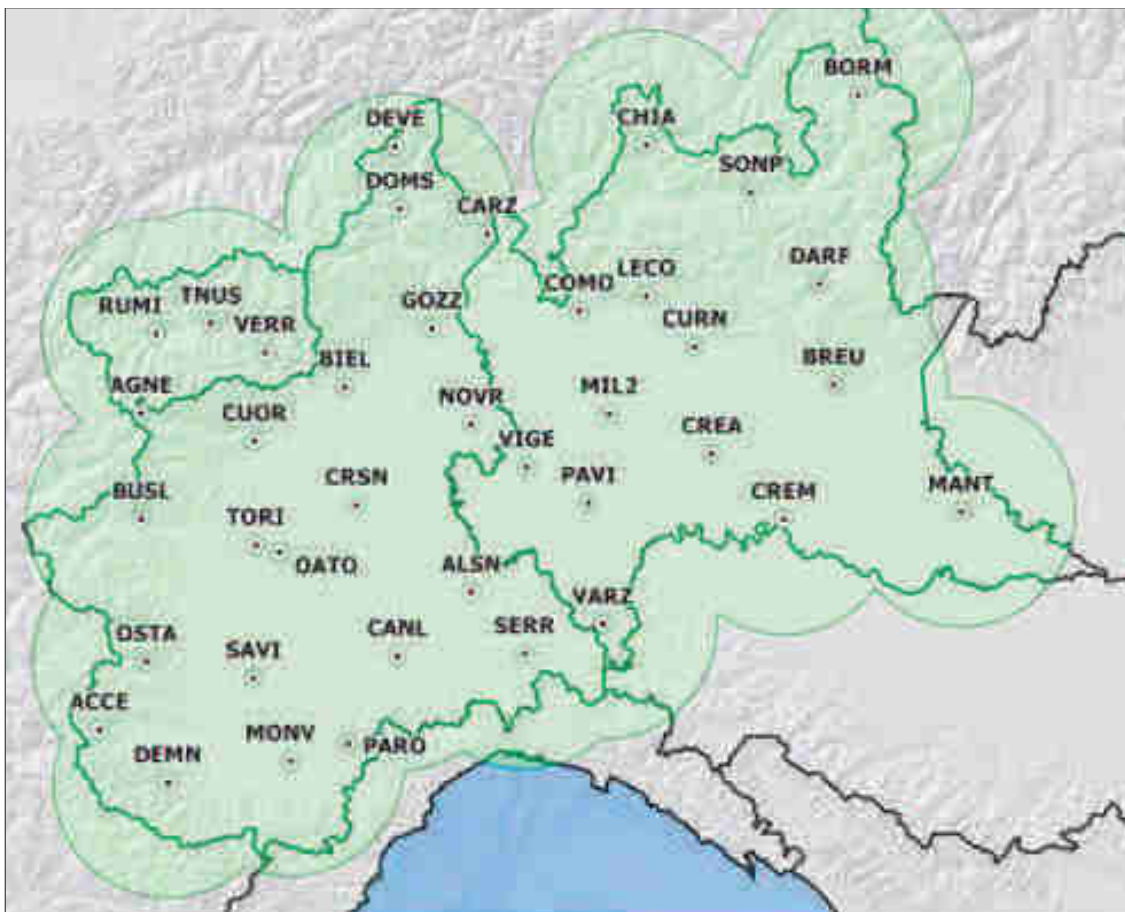 BORM
DEVE
CHIA
SONP
DOMS
CARZ
DARF
LECO
COMO
RUMI
TNUS
GOZZ
VERR
CURN
BIEL
BREU
AGNE
MIL2
NOVR
CUOR
CREA
VIGE
CRSN
PAVI
BUSL
CREM
MANT
TORI
OATO
ALSN
VARZ
OSTA
CANL
SERR
SAVI
ACCE
MONV
PARO
DEMN